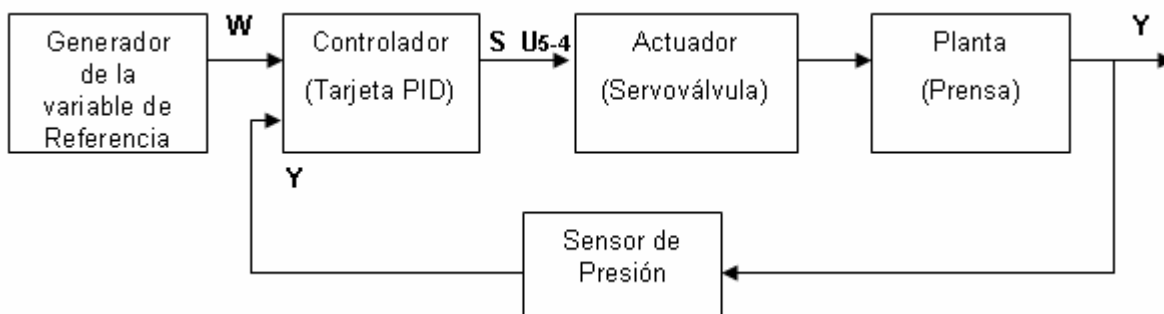 Generador
de la
variable de
Referencia
W
Controlador
(Tarjeta PID)
Y
S U5-4
Actuador
(Servoválvula)
Planta
(Prensa)
Y
Sensor de
Presión